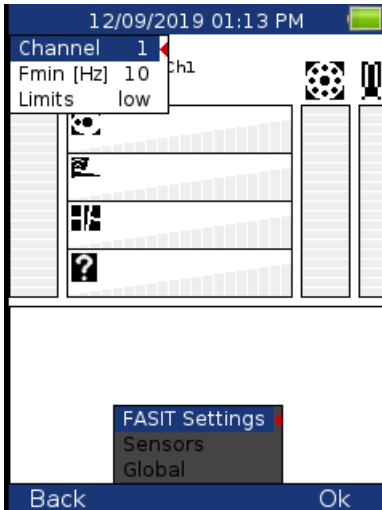 12/09/2019 01:13 PM
Channel 1
Fmin [Hz] 10
Limits low
Ch1
?
FASIT Settings
Sensors
Global
Back Ok